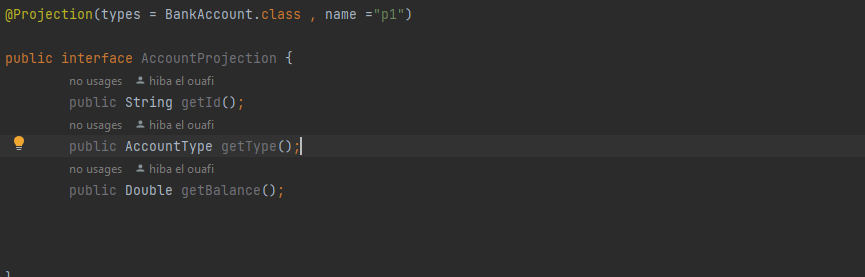 @Projection(types = BankAccount.class , name ="p1")
public interface AccountProjection {
no usages hiba el ouafi
public String getId();
no usages hiba el ouafi
public AccountType getType();
no usages hiba el ouafi
public Double getBalance();
}